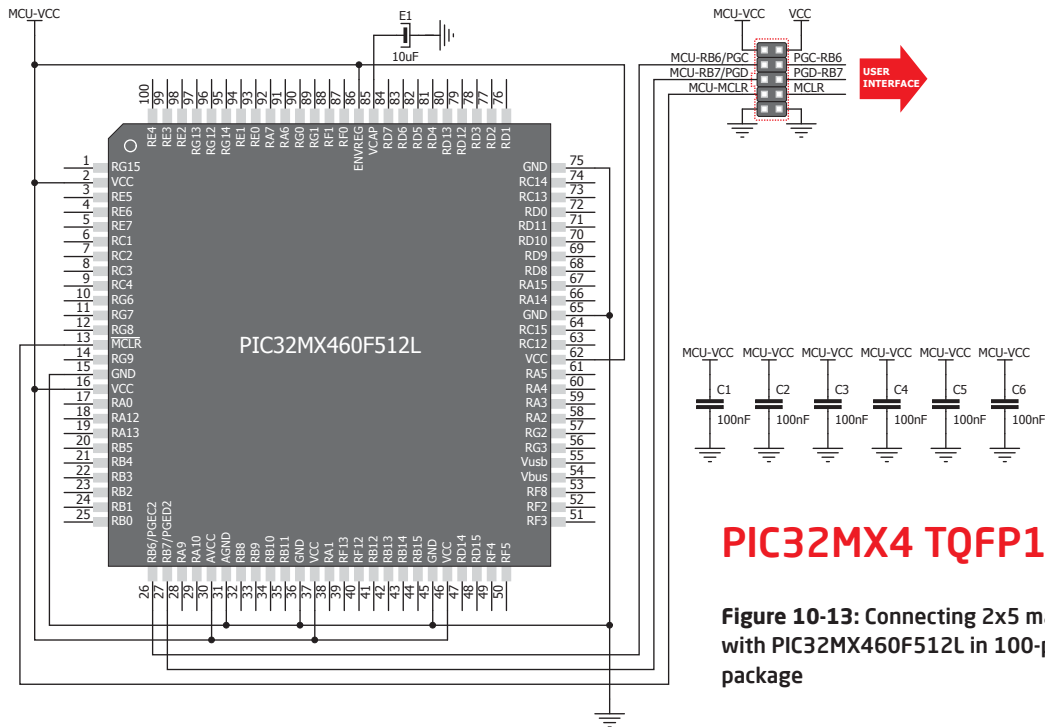 MCU-VCC
E1
10uF
MCU-VCC VCC
MCU-RB6/PGC PGC-RB6
MCU-RB7/PGD PGD-RB7
MCU-MCLR MCLR
USER
INTERFACE
100 99 98 97 96 95 94 93 92 91 90 89 88 87 86 85 84 83 82 81 80 79 78 77 76
RE4 RE3 RE2 RG13 RG12 RG14 RE1 RE0 RA7 RA6 RG0 RG1 RF1 RF0 ENVREG VCAP RD7 RD6 RD5 RD4 RD13 RD12 RD3 RD2 RD1
1 RG15 GND 75
2 VCC RC14 74
3 RE5 RC13 73
4 RE6 RD0 72
5 RE7 RD11 71
6 RC1 RD10 70
7 RC2 RD9 69
8 RC3 RD8 68
9 RC4 RA15 67
10 RG6 RA14 66
11 RG7 GND 65
12 RG8 RC15 64
13 MCLR RC12 63
14 RG9 VCC 62
15 GND RA5 61
16 VCC RA4 60
17 RA0 RA3 59
18 RA12 RA2 58
19 RA13 RG2 57
20 RB5 RG3 56
21 RB4 Vusb 55
22 RB3 Vbus 54
23 RB2 RF8 53
24 RB1 RF2 52
25 RB0 RF3 51
PIC32MX460F512L
RB6/PGEC2 RB7/PGED2 RA9 RA10 AVCC AGND RB8 RB9 RB10 RB11 GND VCC RA1 RF13 RF12 RB12 RB13 RB14 RB15 GND VCC RD14 RD15 RF4 RF5
26 27 28 29 30 31 32 33 34 35 36 37 38 39 40 41 42 43 44 45 46 47 48 49 50
MCU-VCC MCU-VCC MCU-VCC MCU-VCC MCU-VCC MCU-VCC
C1 C2 C3 C4 C5 C6
100nF 100nF 100nF 100nF 100nF 100nF
PIC32MX4 TQFP1
Figure 10-13: Connecting 2x5 ma
with PIC32MX460F512L in 100-p
package